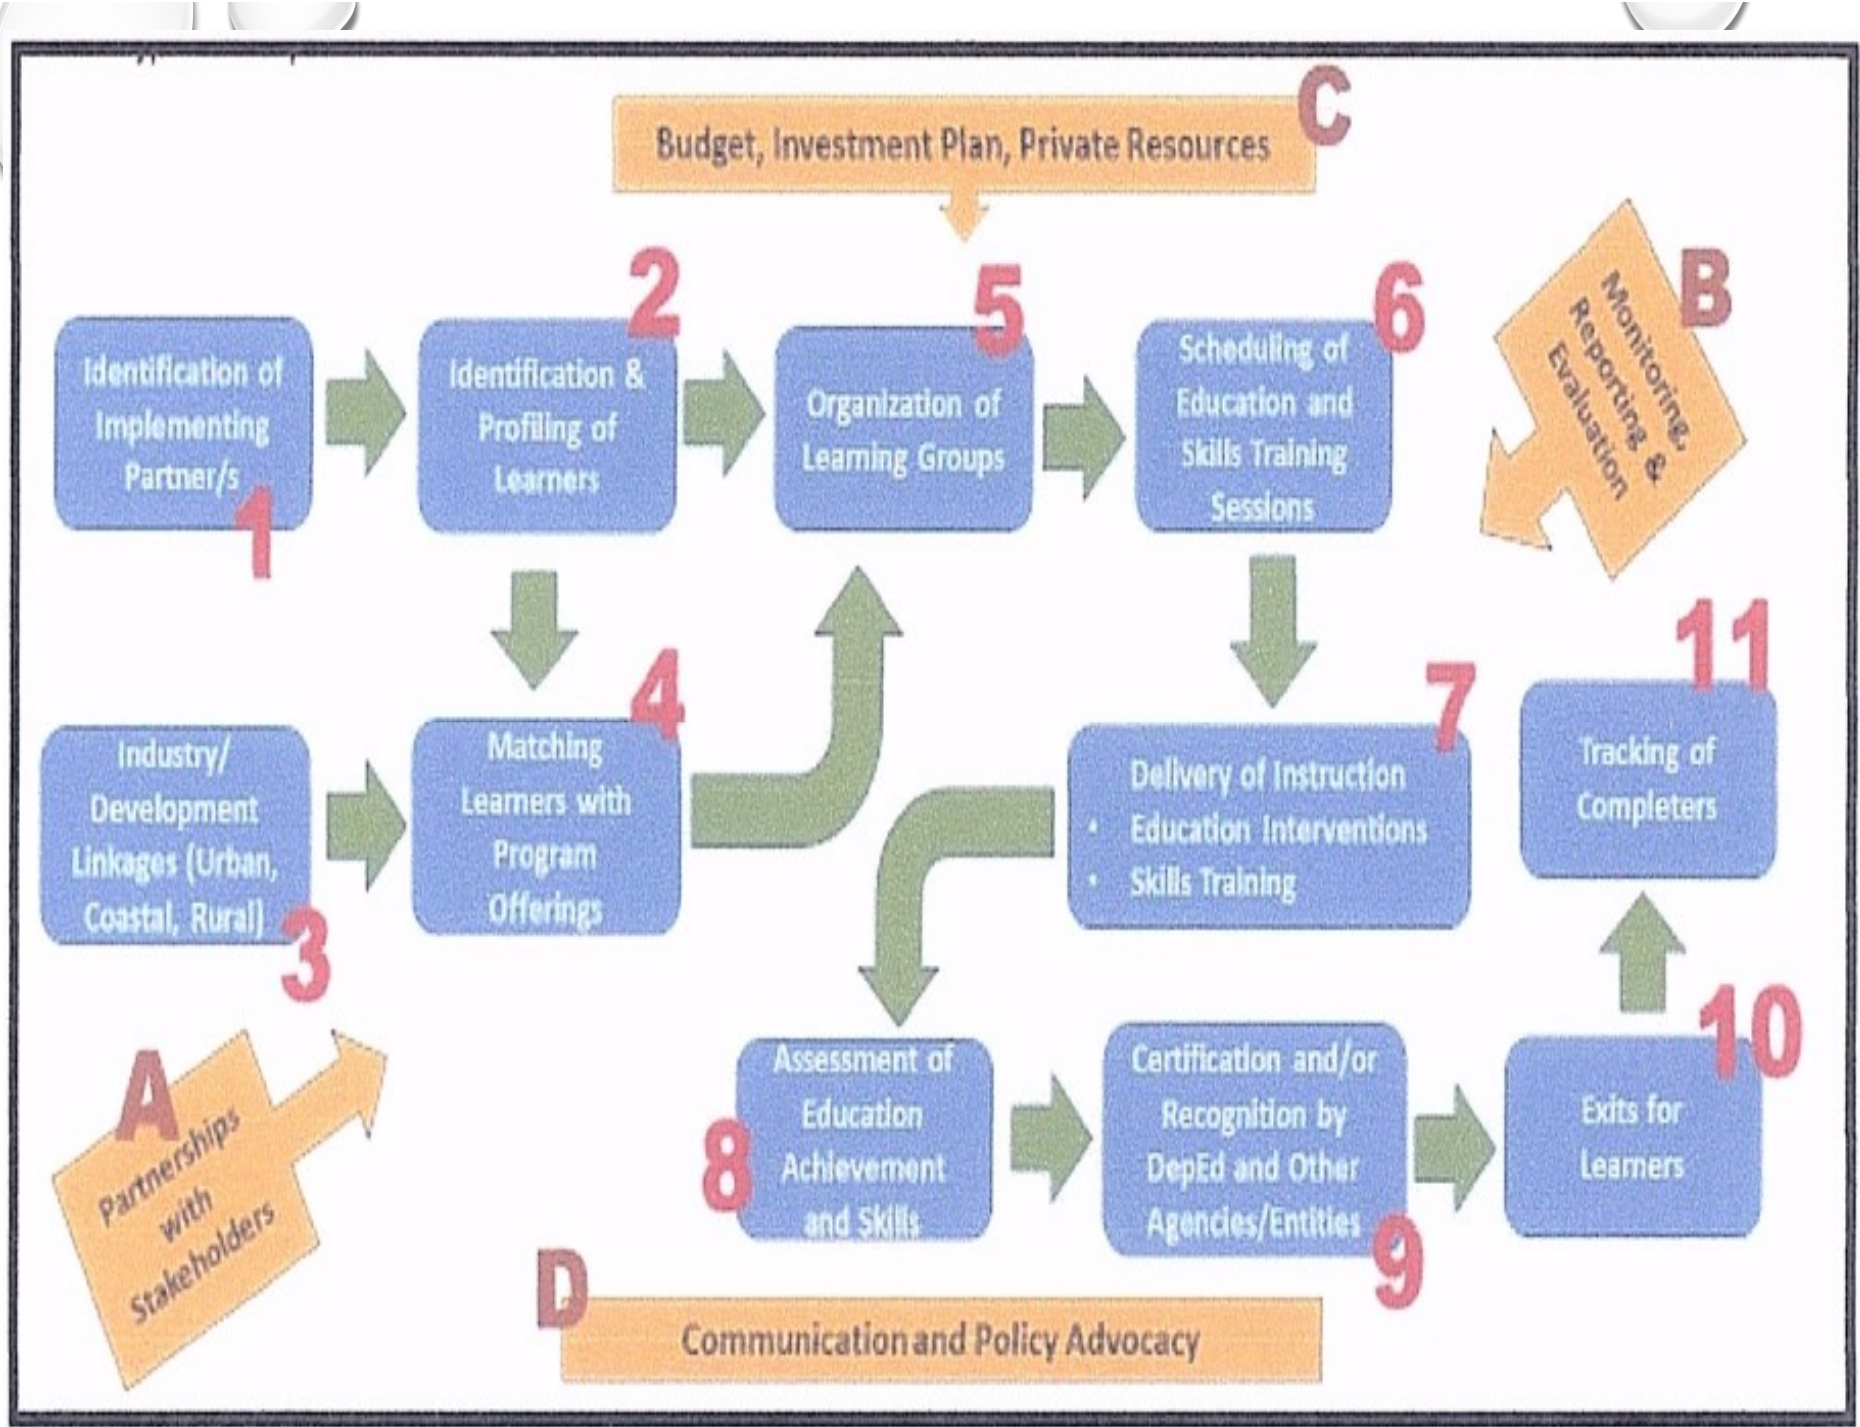 C
Budget, Investment Plan, Private Resources
B
Monitoring,
Reporting &
Evaluation
1
Identification of
Implementing
Partner/s
2
Identification &
Profiling of
Learners
3
Industry/
Development
Linkages (Urban,
Coastal, Rural)
4
Matching
Learners with
Program
Offerings
5
Organization of
Learning Groups
6
Scheduling of
Education and
Skills Training
Sessions
7
Delivery of Instruction
• Education Interventions
• Skills Training
8
Assessment of
Education
Achievement
and Skills
9
Certification and/or
Recognition by
DepEd and Other
Agencies/Entities
10
Exits for
Learners
11
Tracking of
Completers
A
Partnerships
with
Stakeholders
D
Communication and Policy Advocacy